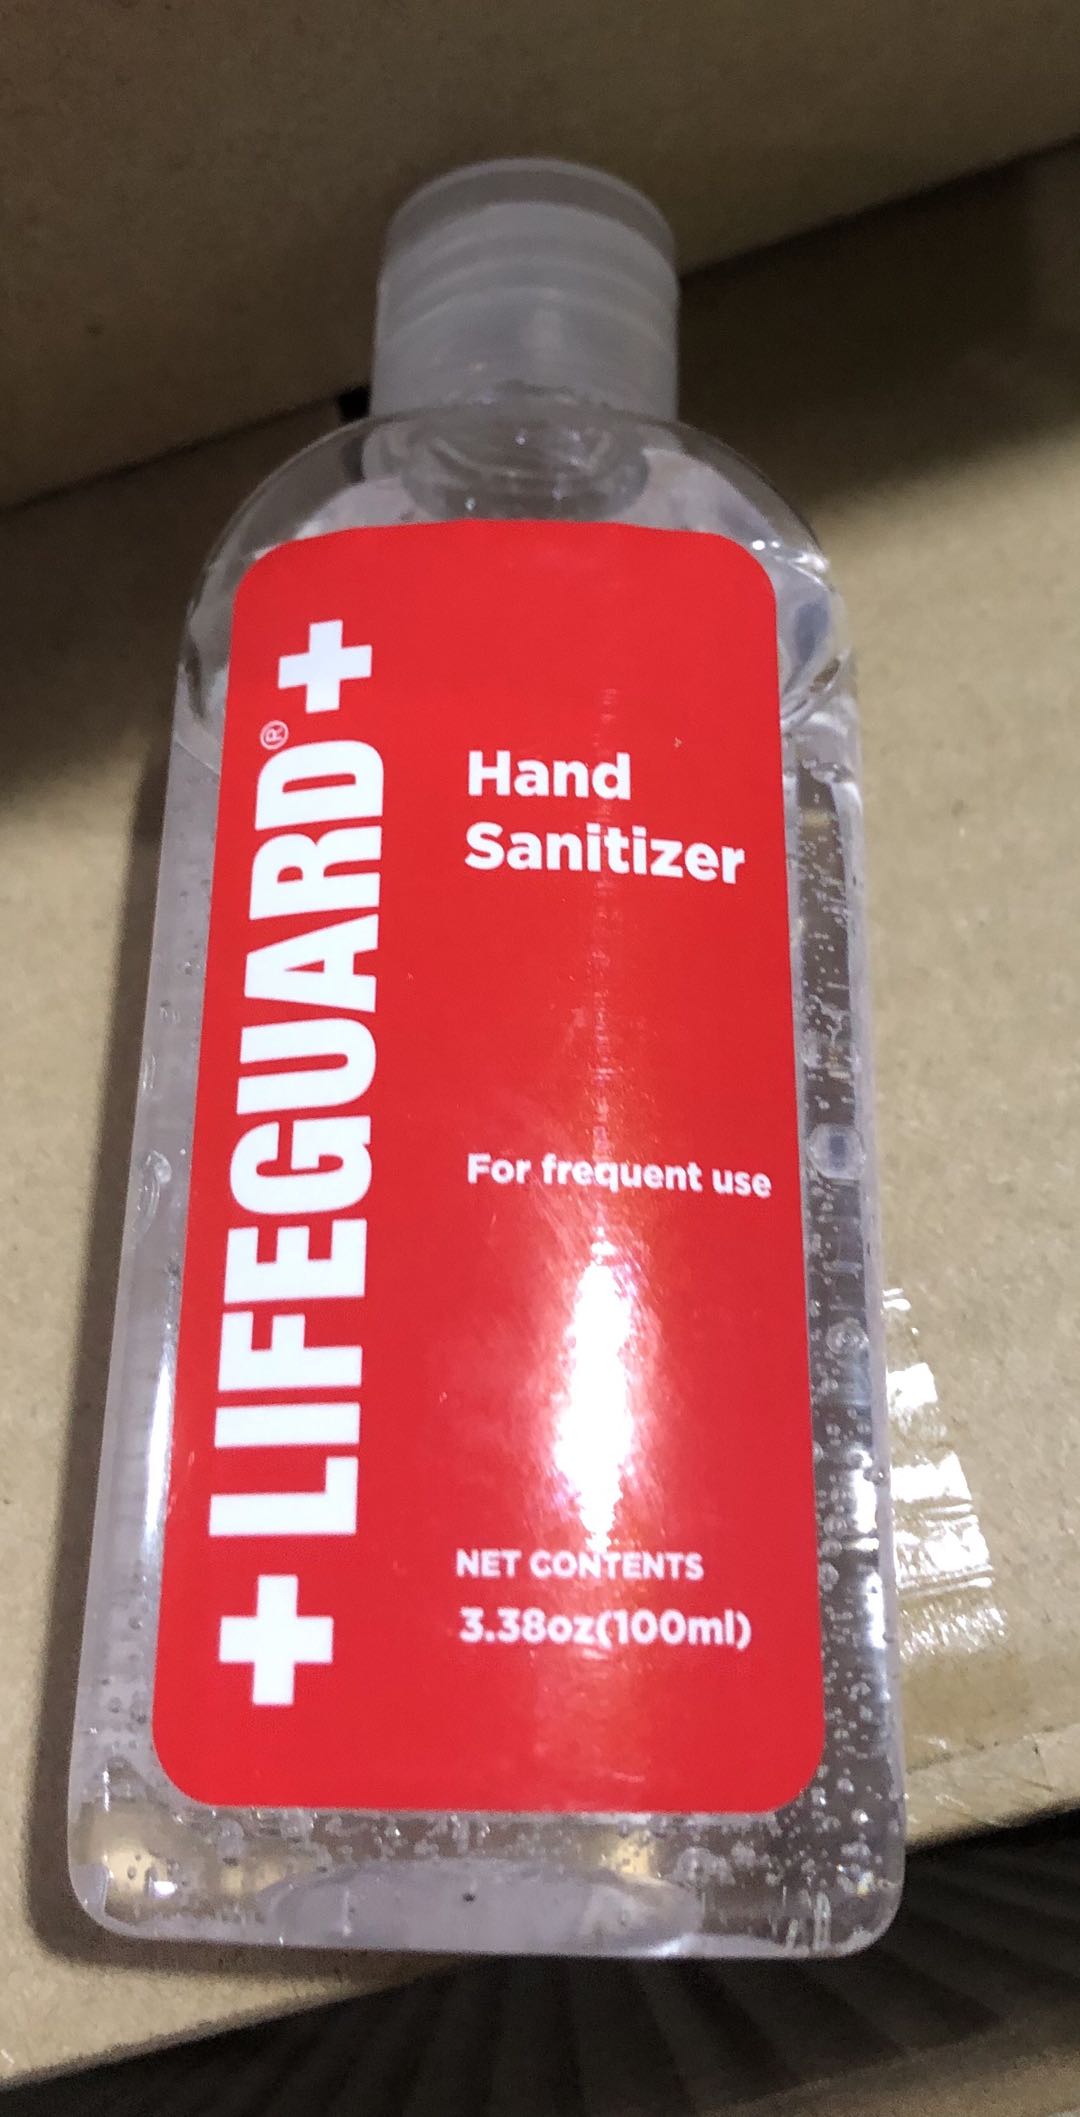 +LIFEGUARD®+
Hand
Sanitizer
For frequent use
NET CONTENTS
3.38oz(100ml)